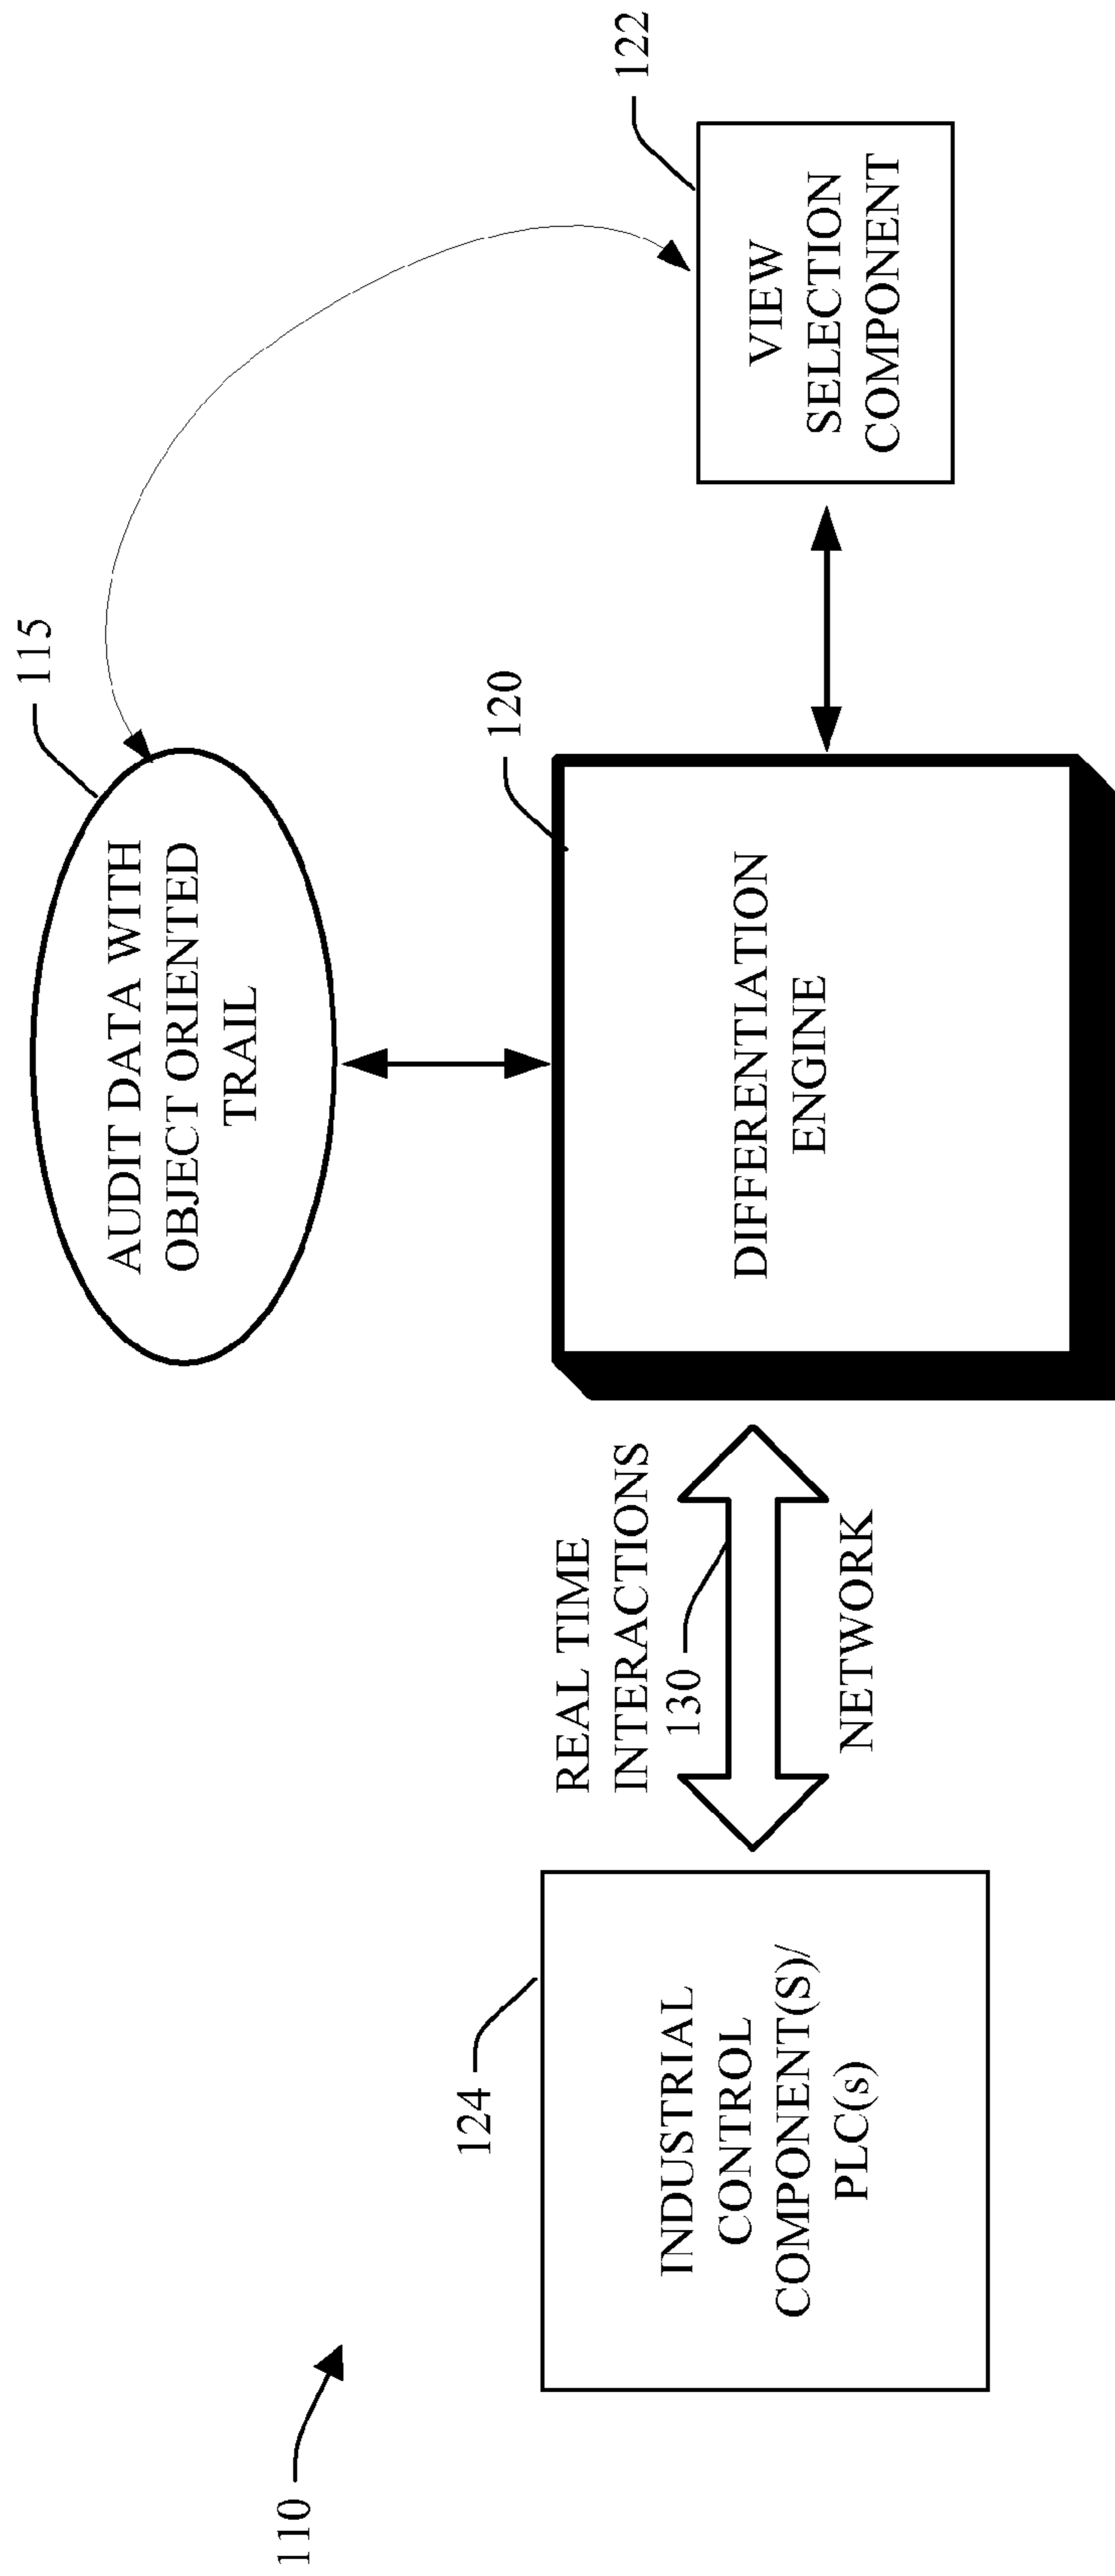 115
AUDIT DATA WITH
OBJECT ORIENTED
TRAIL
110
124
INDUSTRIAL
CONTROL
COMPONENT(S)/
PLC(s)
REAL TIME
INTERACTIONS
130
NETWORK
120
DIFFERENTIATION
ENGINE
122
VIEW
SELECTION
COMPONENT